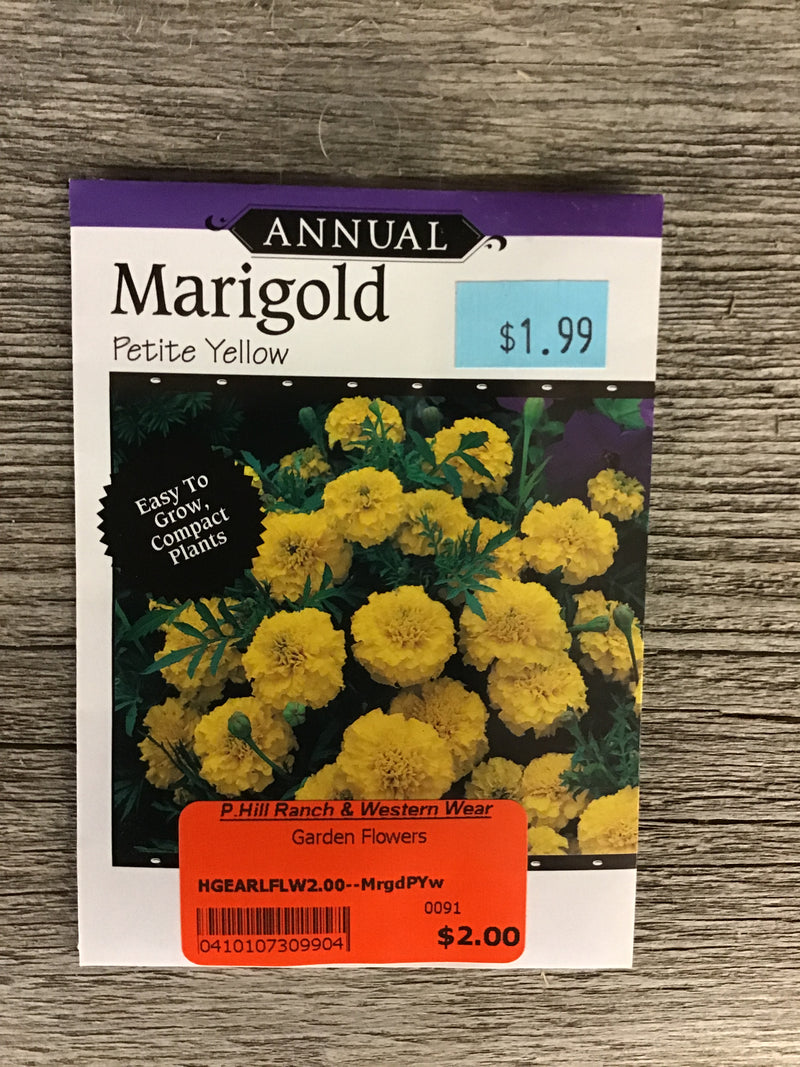 ANNUAL
Marigold
Petite Yellow
$1.99
Easy To
Grow,
Compact
Plants
P.Hill Ranch & Western Wear
Garden Flowers
HGEARLFLW2.00--MrgdPYw
0091
0410107309904
$2.00